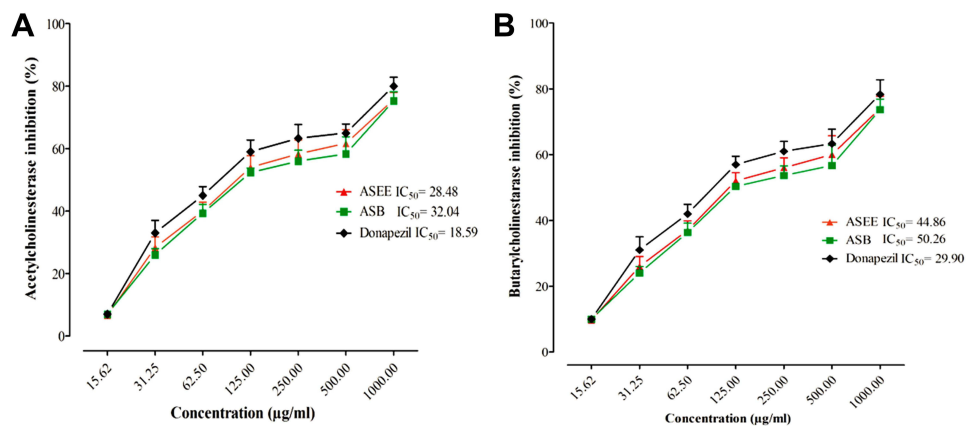 A
Acetylcholinesterase inhibition (%)
100
80
60
40
20
0
ASEE IC50= 28.48
ASB IC50= 32.04
Donapezil IC50= 18.59
15.62
31.25
62.50
125.00
250.00
500.00
1000.00
Concentration (µg/ml)
B
Butarylcholinestarase inhibition (%)
100
80
60
40
20
0
ASEE IC50= 44.86
ASB IC50= 50.26
Donapezil IC50= 29.90
15.62
31.25
62.50
125.00
250.00
500.00
1000.00
Concentration (µg/ml)